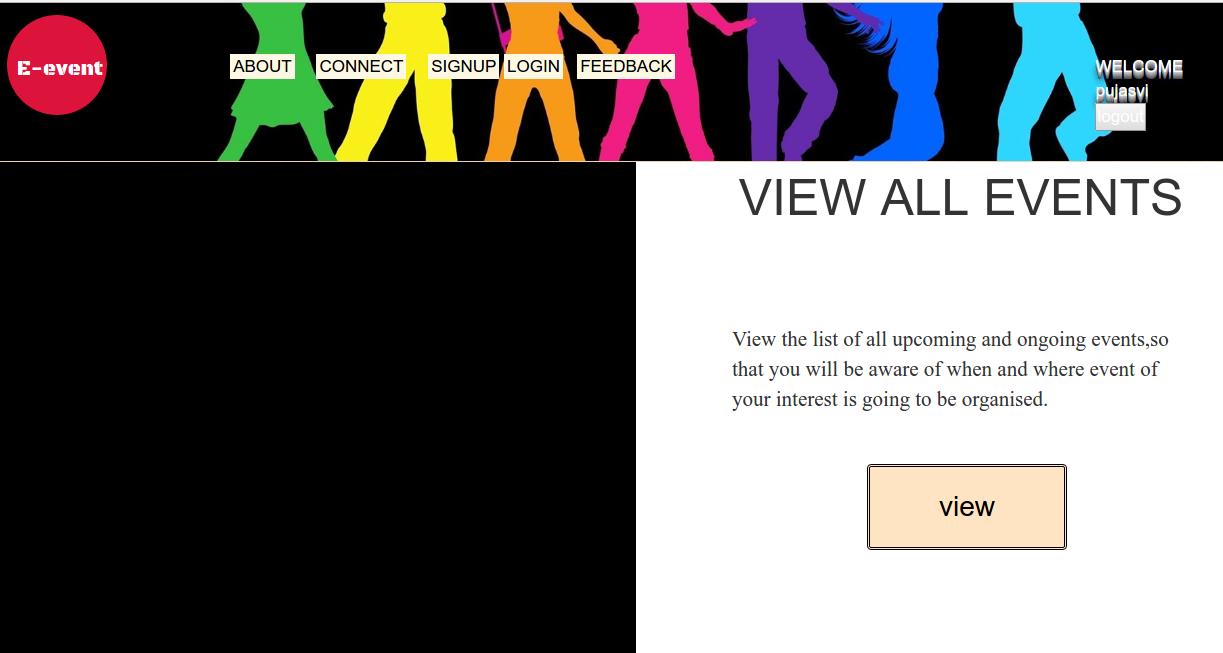 E-event
ABOUT CONNECT SIGNUP LOGIN FEEDBACK
WELCOME
pujasvi
logout
VIEW ALL EVENTS
View the list of all upcoming and ongoing events,so
that you will be aware of when and where event of
your interest is going to be organised.
view